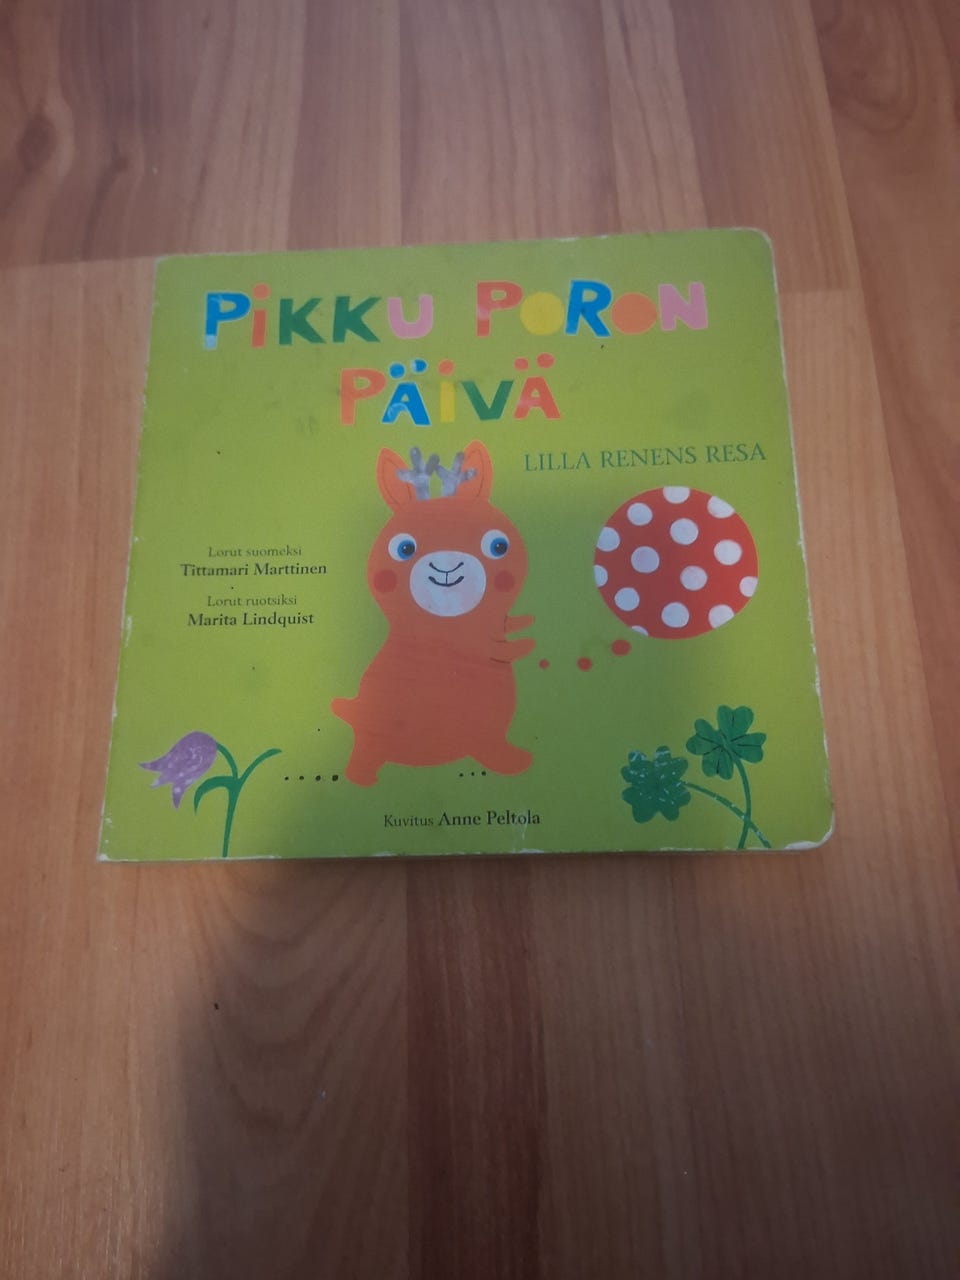 PiKKU PORON
PÄiVÄ
LILLA RENENS RESA
Lorut suomeksi
Tittamari Marttinen
Lorut ruotsiksi
Marita Lindquist
Kuvitus Anne Peltola